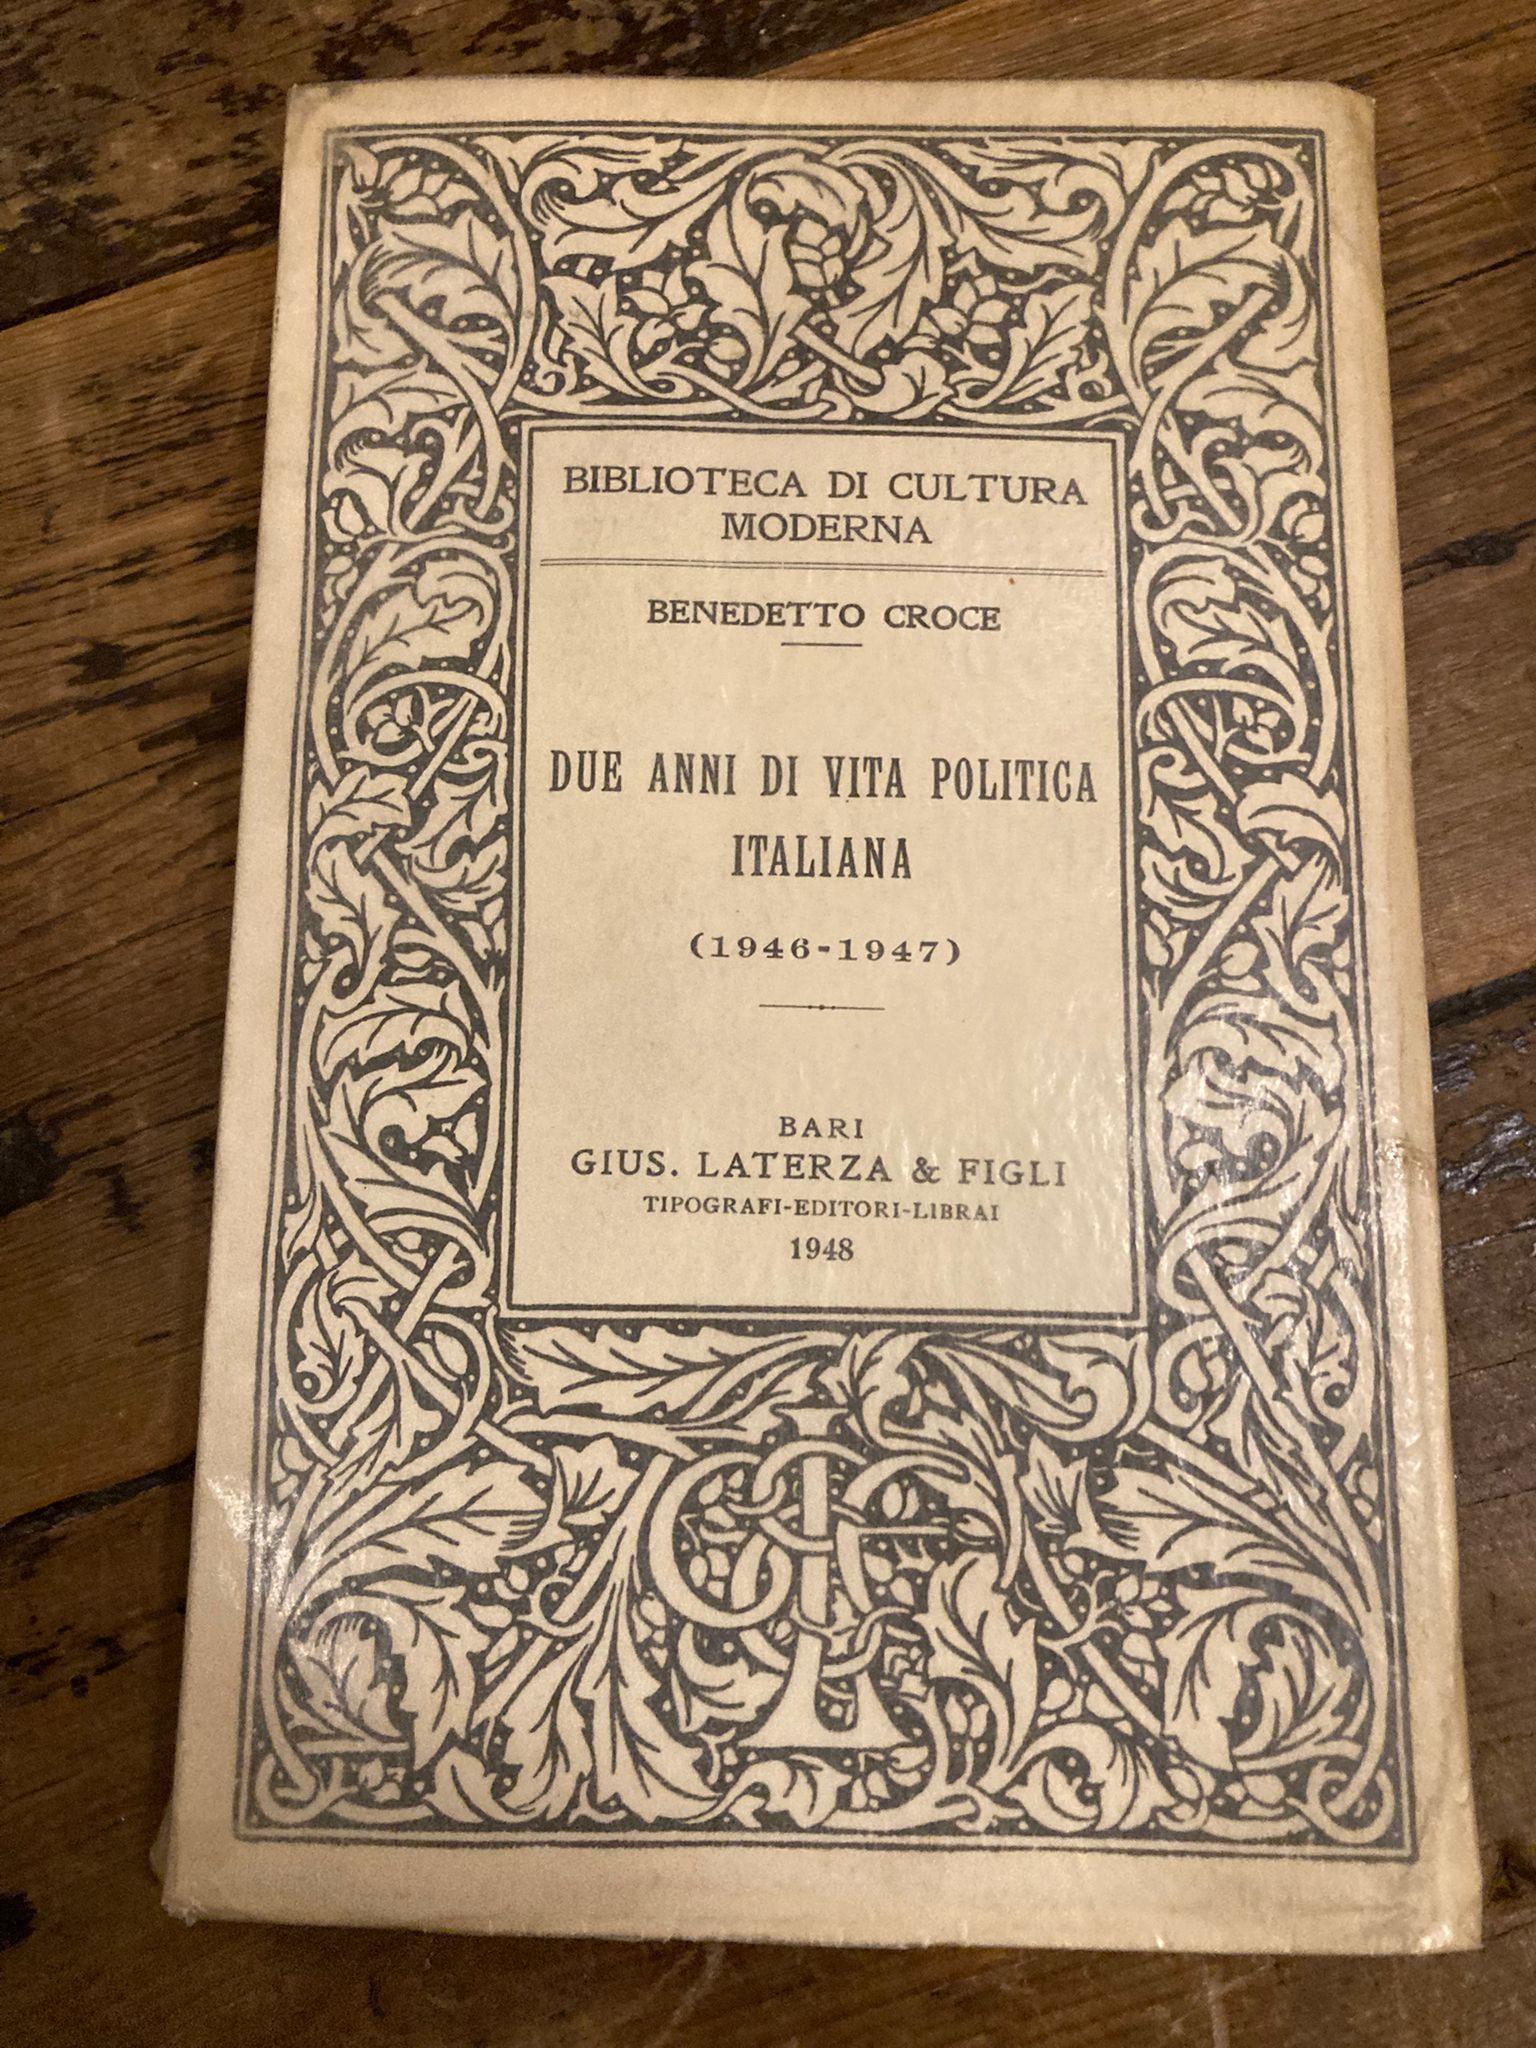 BIBLIOTECA DI CULTURA
MODERNA
BENEDETTO CROCE
DUE ANNI DI VITA POLITICA
ITALIANA
(1946-1947)
BARI
GIUS. LATERZA & FIGLI
TIPOGRAFI-EDITORI-LIBRAI
1948